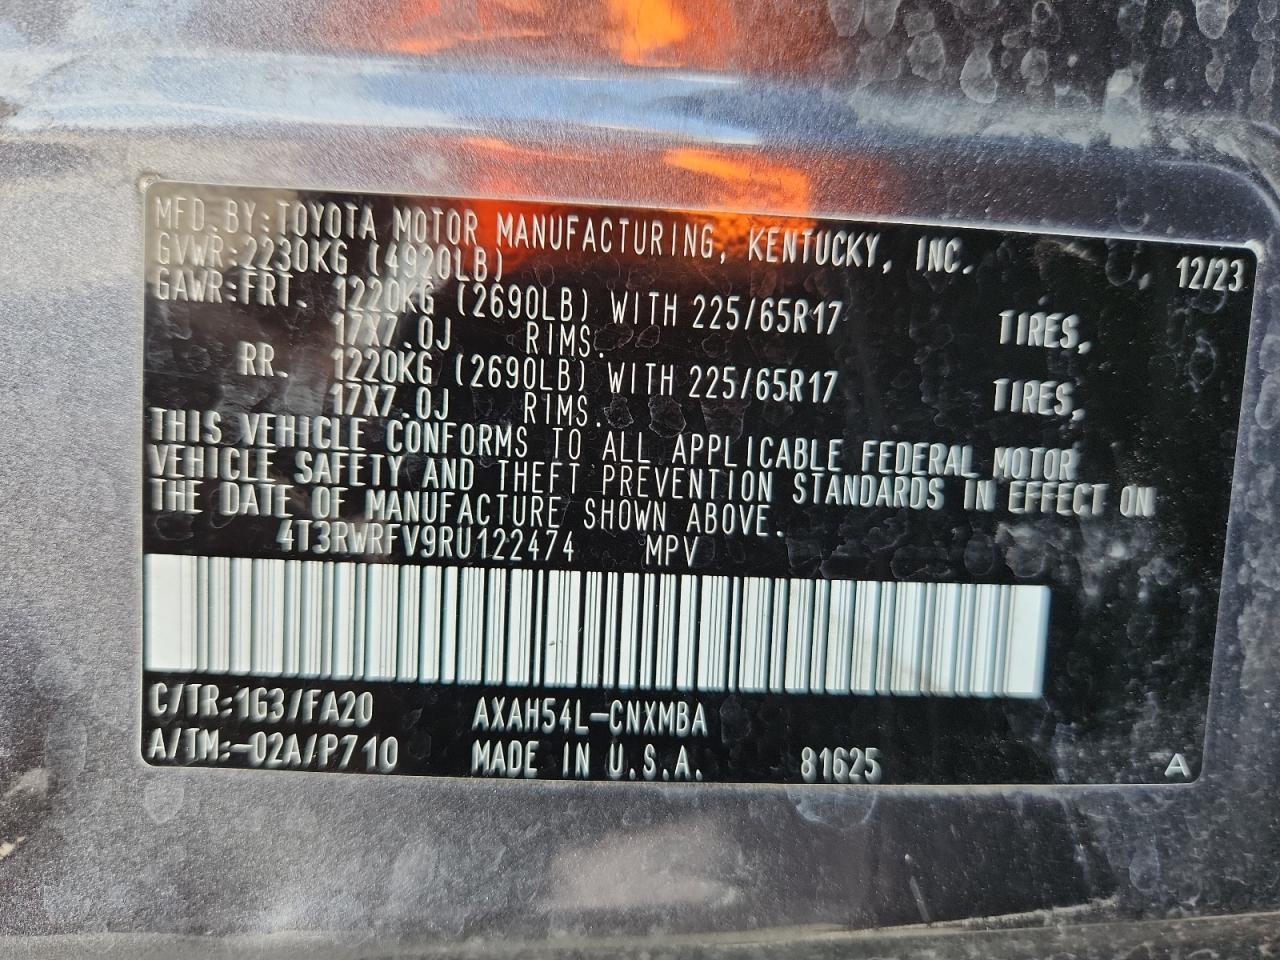 MFD.BY:TOYOTA MOTOR MANUFACTURING, KENTUCKY, INC. 12/23
GVWR:2230KG (4920LB)
GAWR:FRT. 1220KG (2690LB) WITH 225/65R17 TIRES,
17X7.0J RIMS.
RR. 1220KG (2690LB) WITH 225/65R17 TIRES,
17X7.0J RIMS.
THIS VEHICLE CONFORMS TO ALL APPLICABLE FEDERAL MOTOR
VEHICLE SAFETY AND THEFT PREVENTION STANDARDS IN EFFECT ON
THE DATE OF MANUFACTURE SHOWN ABOVE.
4T3RWRFV9RU122474 MPV
C/TR:1G3/FA20 AXAH54L-CNXMBA
A/TM:-02A/P710 MADE IN U.S.A. 81625 A